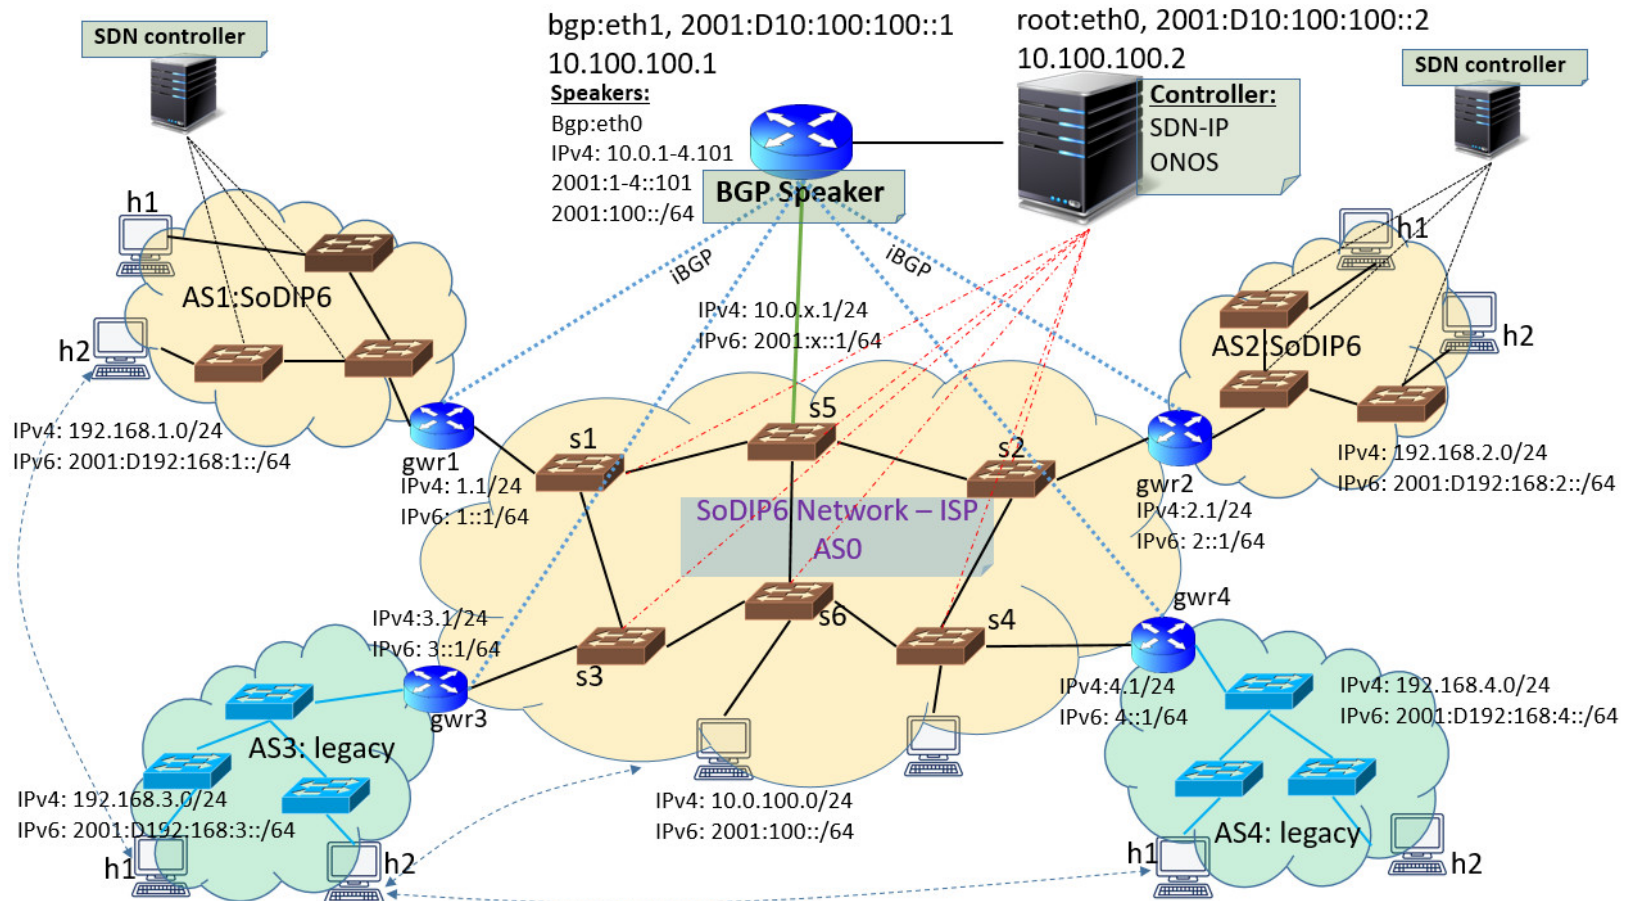 SDN controller
bgp:eth1, 2001:D10:100:100::1
10.100.100.1
Speakers:
Bgp:eth0
IPv4: 10.0.1-4.101
2001:1-4::101
2001:100::/64
BGP Speaker
root:eth0, 2001:D10:100:100::2
10.100.100.2
Controller:
SDN-IP
ONOS
SDN controller
h1
AS1:SoDIP6
h2
iBGP
iBGP
IPv4: 10.0.x.1/24
IPv6: 2001:x::1/64
h1
AS2:SoDIP6
h2
IPv4: 192.168.1.0/24
IPv6: 2001:D192:168:1::/64
gwr1
IPv4: 1.1/24
IPv6: 1::1/64
s1
s5
s2
gwr2
IPv4:2.1/24
IPv6: 2::1/64
IPv4: 192.168.2.0/24
IPv6: 2001:D192:168:2::/64
SoDIP6 Network – ISP
AS0
IPv4:3.1/24
IPv6: 3::1/64
s3
s6
s4
gwr4
gwr3
AS3: legacy
IPv4: 192.168.3.0/24
IPv6: 2001:D192:168:3::/64
h1
h2
IPv4: 10.0.100.0/24
IPv6: 2001:100::/64
IPv4:4.1/24
IPv6: 4::1/64
IPv4: 192.168.4.0/24
IPv6: 2001:D192:168:4::/64
AS4: legacy
h1
h2